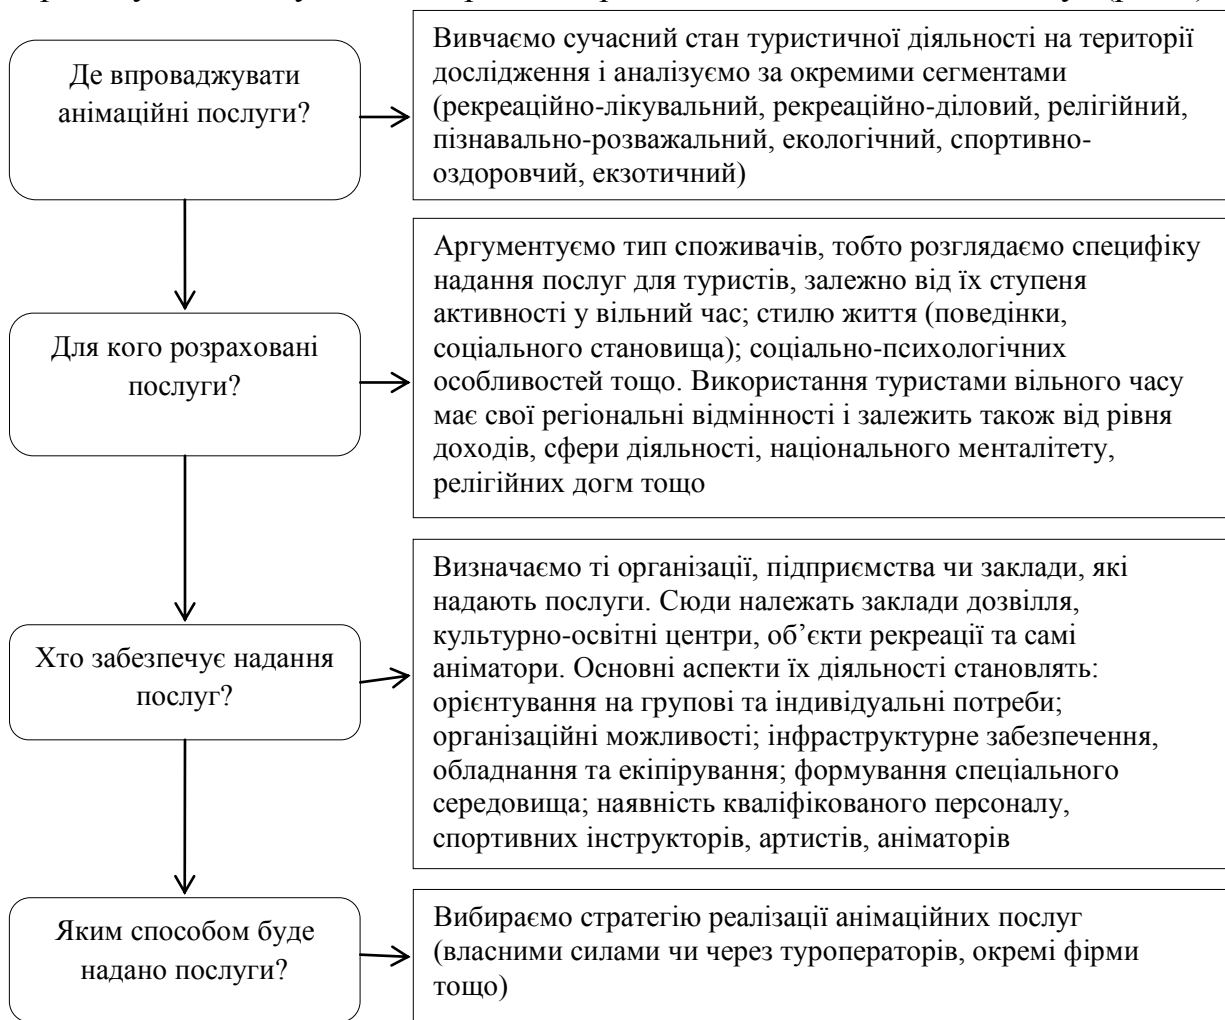 Де впроваджувати
анімаційні послуги?
Вивчаємо сучасний стан туристичної діяльності на території
дослідження і аналізуємо за окремими сегментами
(рекреаційно-лікувальний, рекреаційно-діловий, релігійний,
пізнавально-розважальний, екологічний, спортивно-
оздоровчий, екзотичний)
Для кого розраховані
послуги?
Аргументуємо тип споживачів, тобто розглядаємо специфіку
надання послуг для туристів, залежно від їх ступеня
активності у вільний час; стилю життя (поведінки,
соціального становища); соціально-психологічних
особливостей тощо. Використання туристами вільного часу
має свої регіональні відмінності і залежить також від рівня
доходів, сфери діяльності, національного менталітету,
релігійних догм тощо
Хто забезпечує надання
послуг?
Визначаємо ті організації, підприємства чи заклади, які
надають послуги. Сюди належать заклади дозвілля,
культурно-освітні центри, об’єкти рекреації та самі
аніматори. Основні аспекти їх діяльності становлять:
орієнтування на групові та індивідуальні потреби;
організаційні можливості; інфраструктурне забезпечення,
обладнання та екіпірування; формування спеціального
середовища; наявність кваліфікованого персоналу,
спортивних інструкторів, артистів, аніматорів
Яким способом буде
надано послуги?
Вибираємо стратегію реалізації анімаційних послуг
(власними силами чи через туроператорів, окремі фірми
тощо)